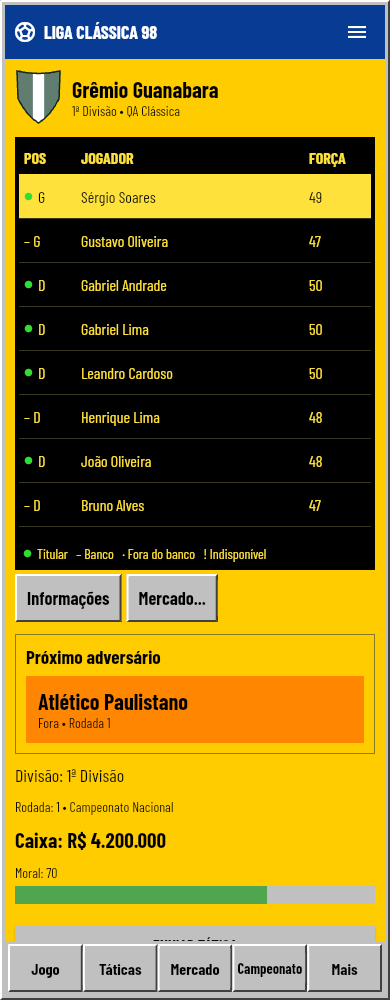 LIGA CLÁSSICA 98
Grêmio Guanabara
1ª Divisão • QA Clássica
POS JOGADOR FORÇA
● G Sérgio Soares 49
– G Gustavo Oliveira 47
● D Gabriel Andrade 50
● D Gabriel Lima 50
● D Leandro Cardoso 50
– D Henrique Lima 48
● D João Oliveira 48
– D Bruno Alves 47
● Titular – Banco · Fora do banco ! Indisponível
Informações Mercado...
Próximo adversário
Atlético Paulistano
Fora • Rodada 1
Divisão: 1ª Divisão
Rodada: 1 • Campeonato Nacional
Caixa: R$ 4.200.000
Moral: 70
Jogo Táticas Mercado Campeonato Mais